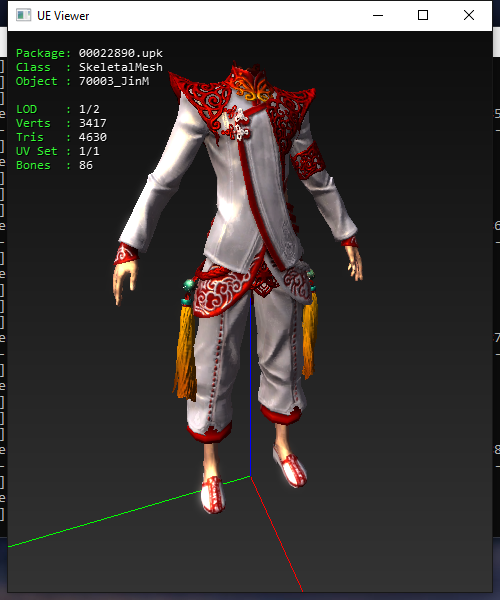 UE Viewer
Package: 00022890.upk
Class : SkeletalMesh
Object : 70003_JinM
LOD : 1/2
Verts : 3417
Tris : 4630
UV Set : 1/1
Bones : 86